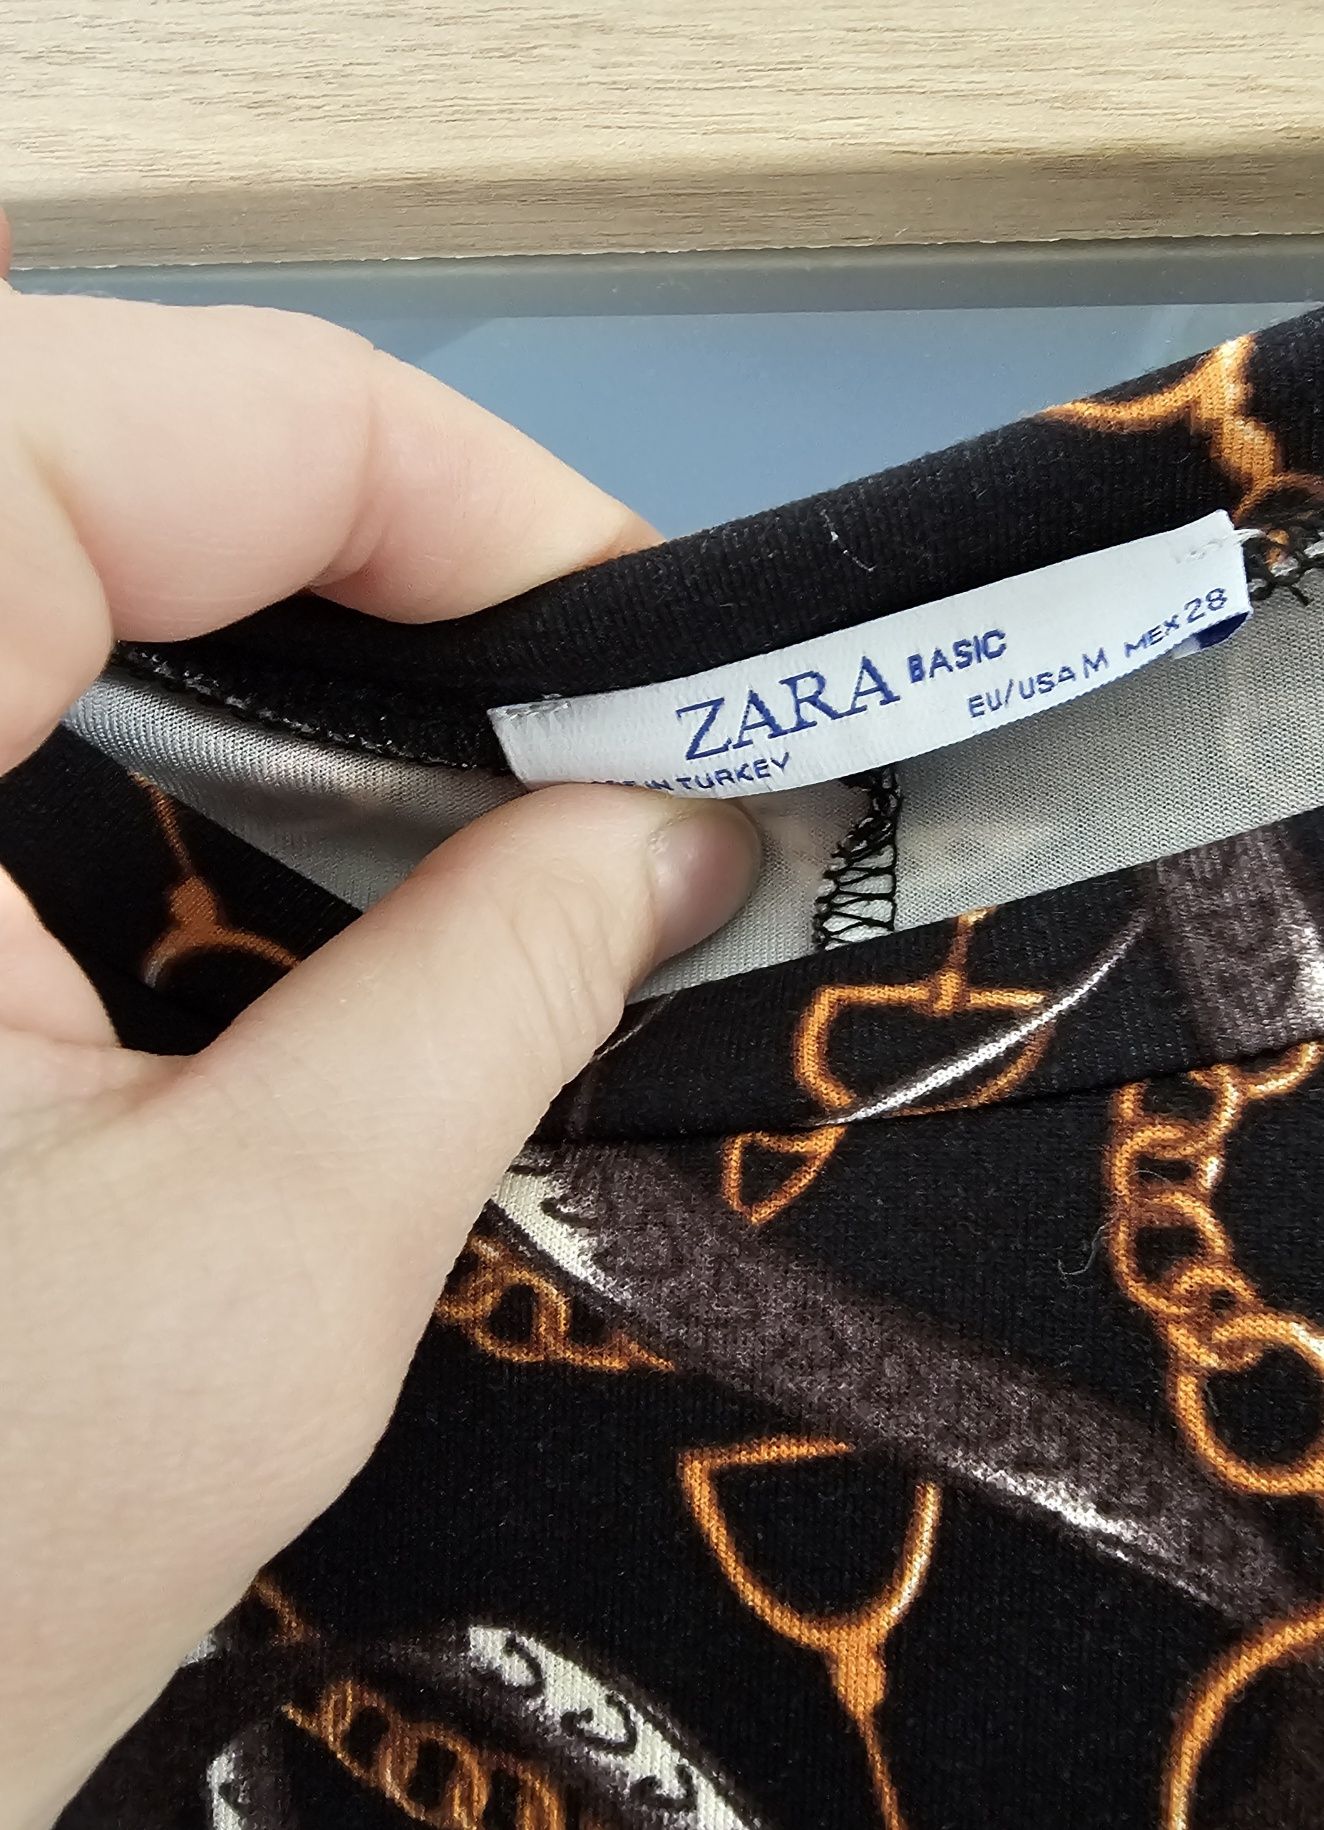 ZARA BASIC
EU/USA M MEX 28
IN TURKEY